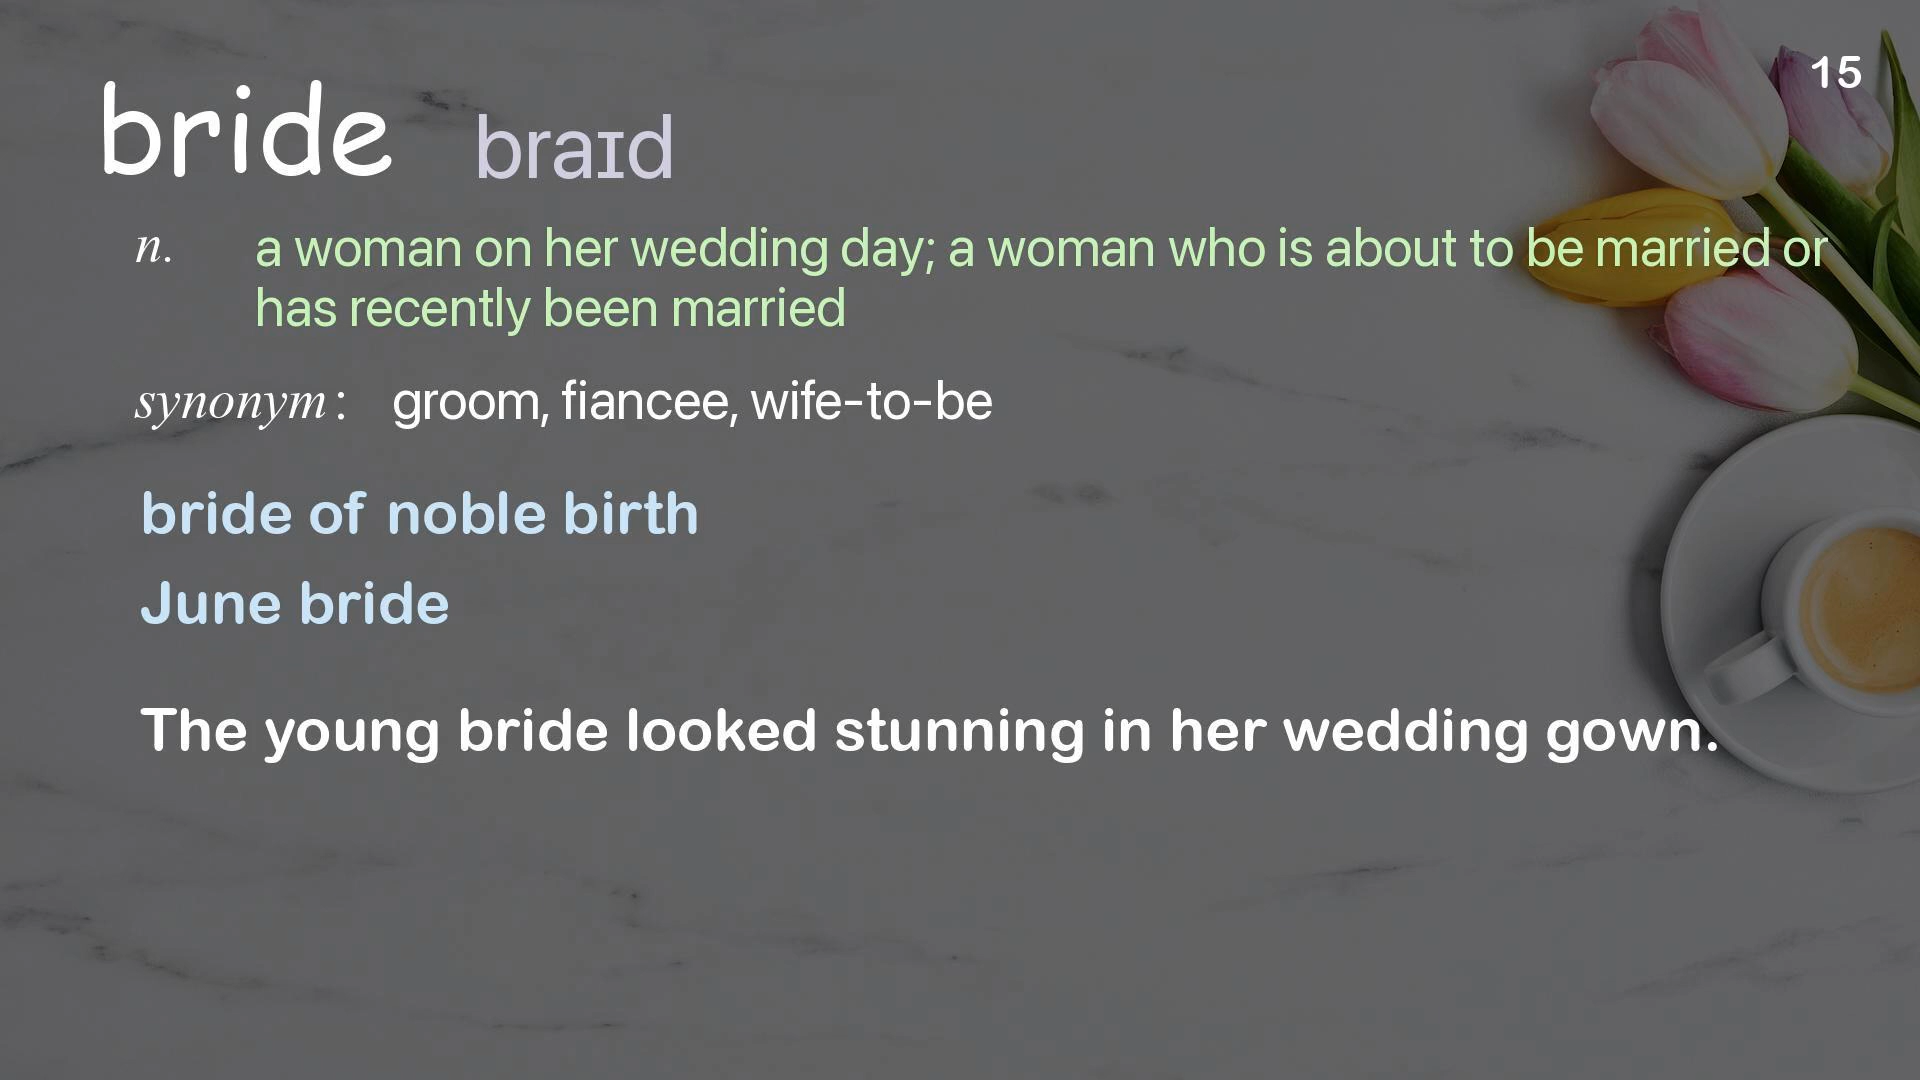 15
bride braɪd
n. a woman on her wedding day; a woman who is about to be married or
has recently been married
synonym: groom, fiancee, wife-to-be
bride of noble birth
June bride
The young bride looked stunning in her wedding gown.